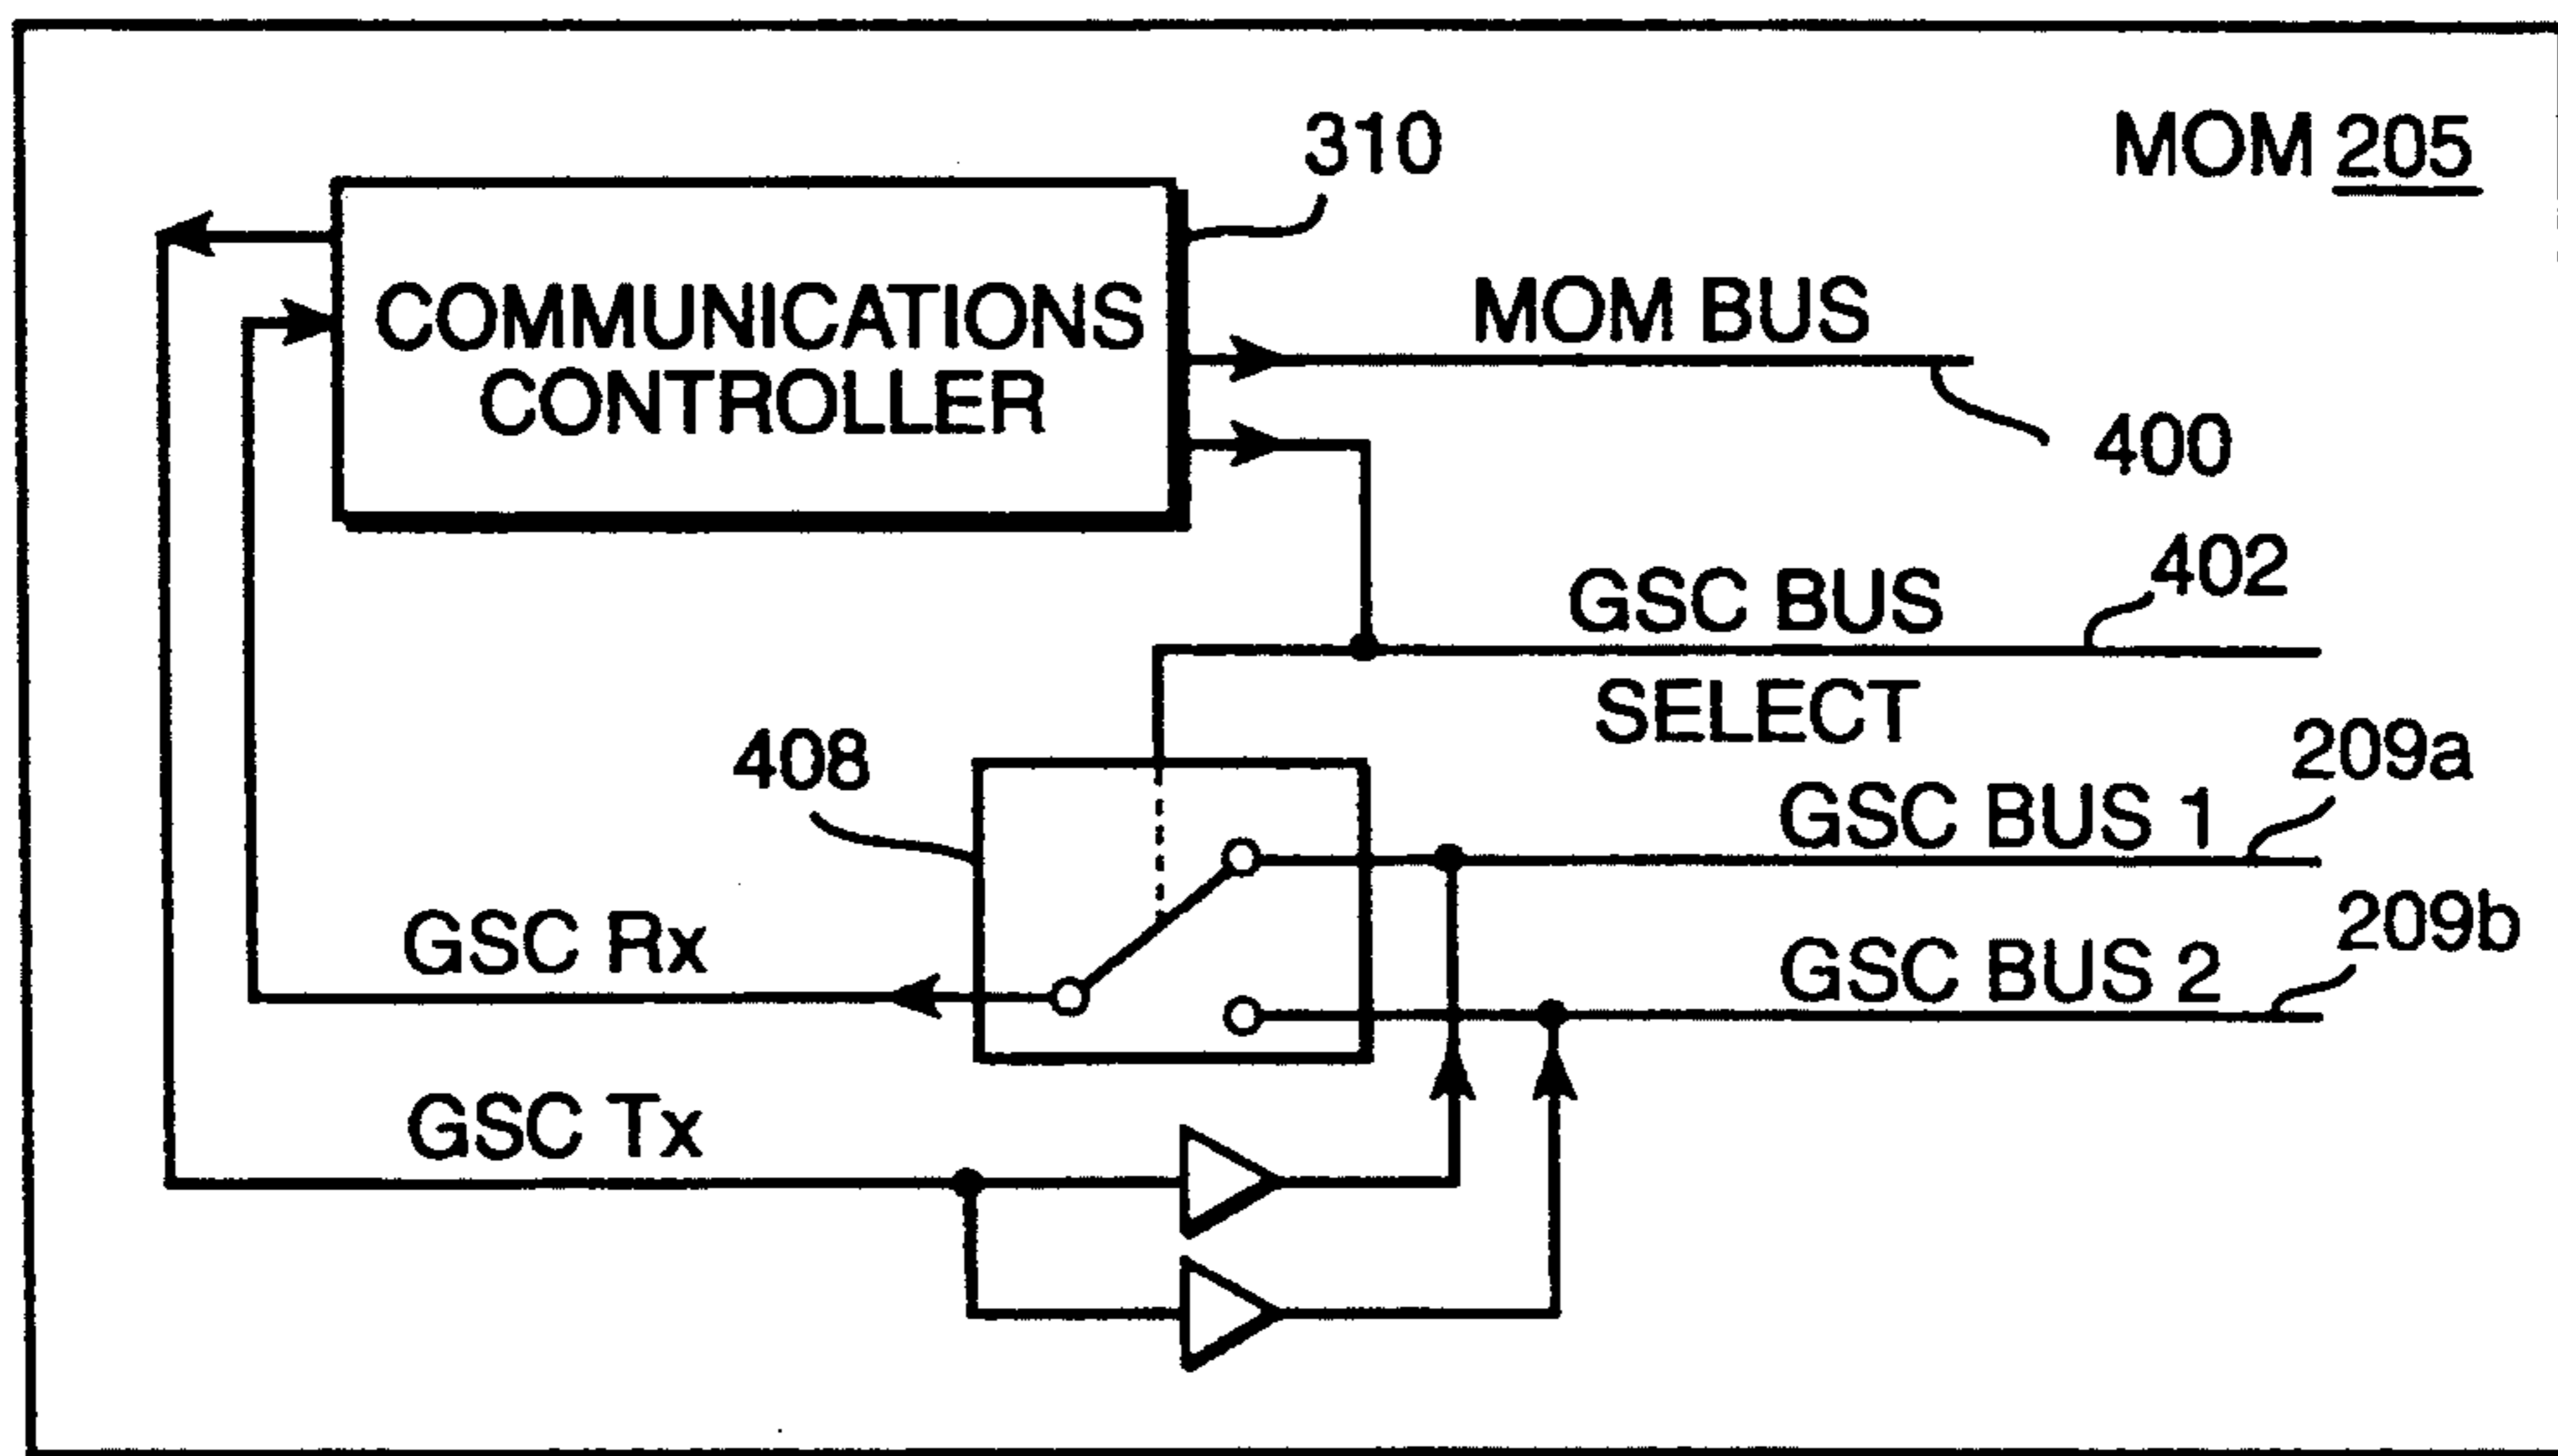 310
MOM 205
COMMUNICATIONS
CONTROLLER
MOM BUS
400
402
GSC BUS
SELECT
408
209a
GSC BUS 1
209b
GSC BUS 2
GSC Rx
GSC Tx